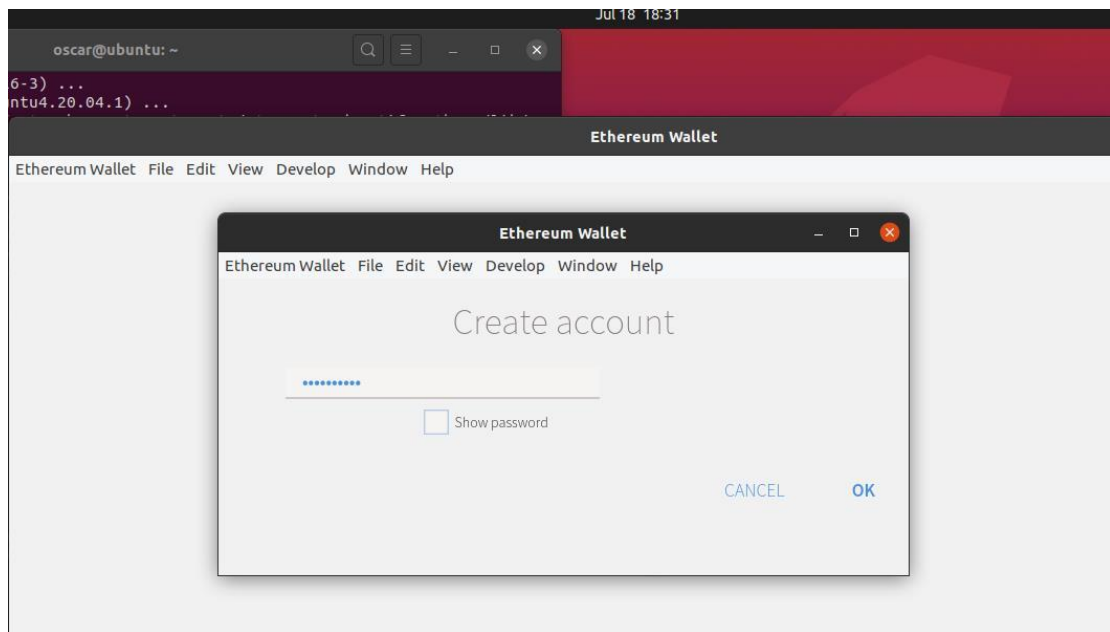 Jul 18 18:31
oscar@ubuntu: ~
6-3) ...
ntu4.20.04.1) ...
Ethereum Wallet
Ethereum Wallet File Edit View Develop Window Help
Ethereum Wallet
Ethereum Wallet File Edit View Develop Window Help
Create account
••••••••••
Show password
CANCEL OK